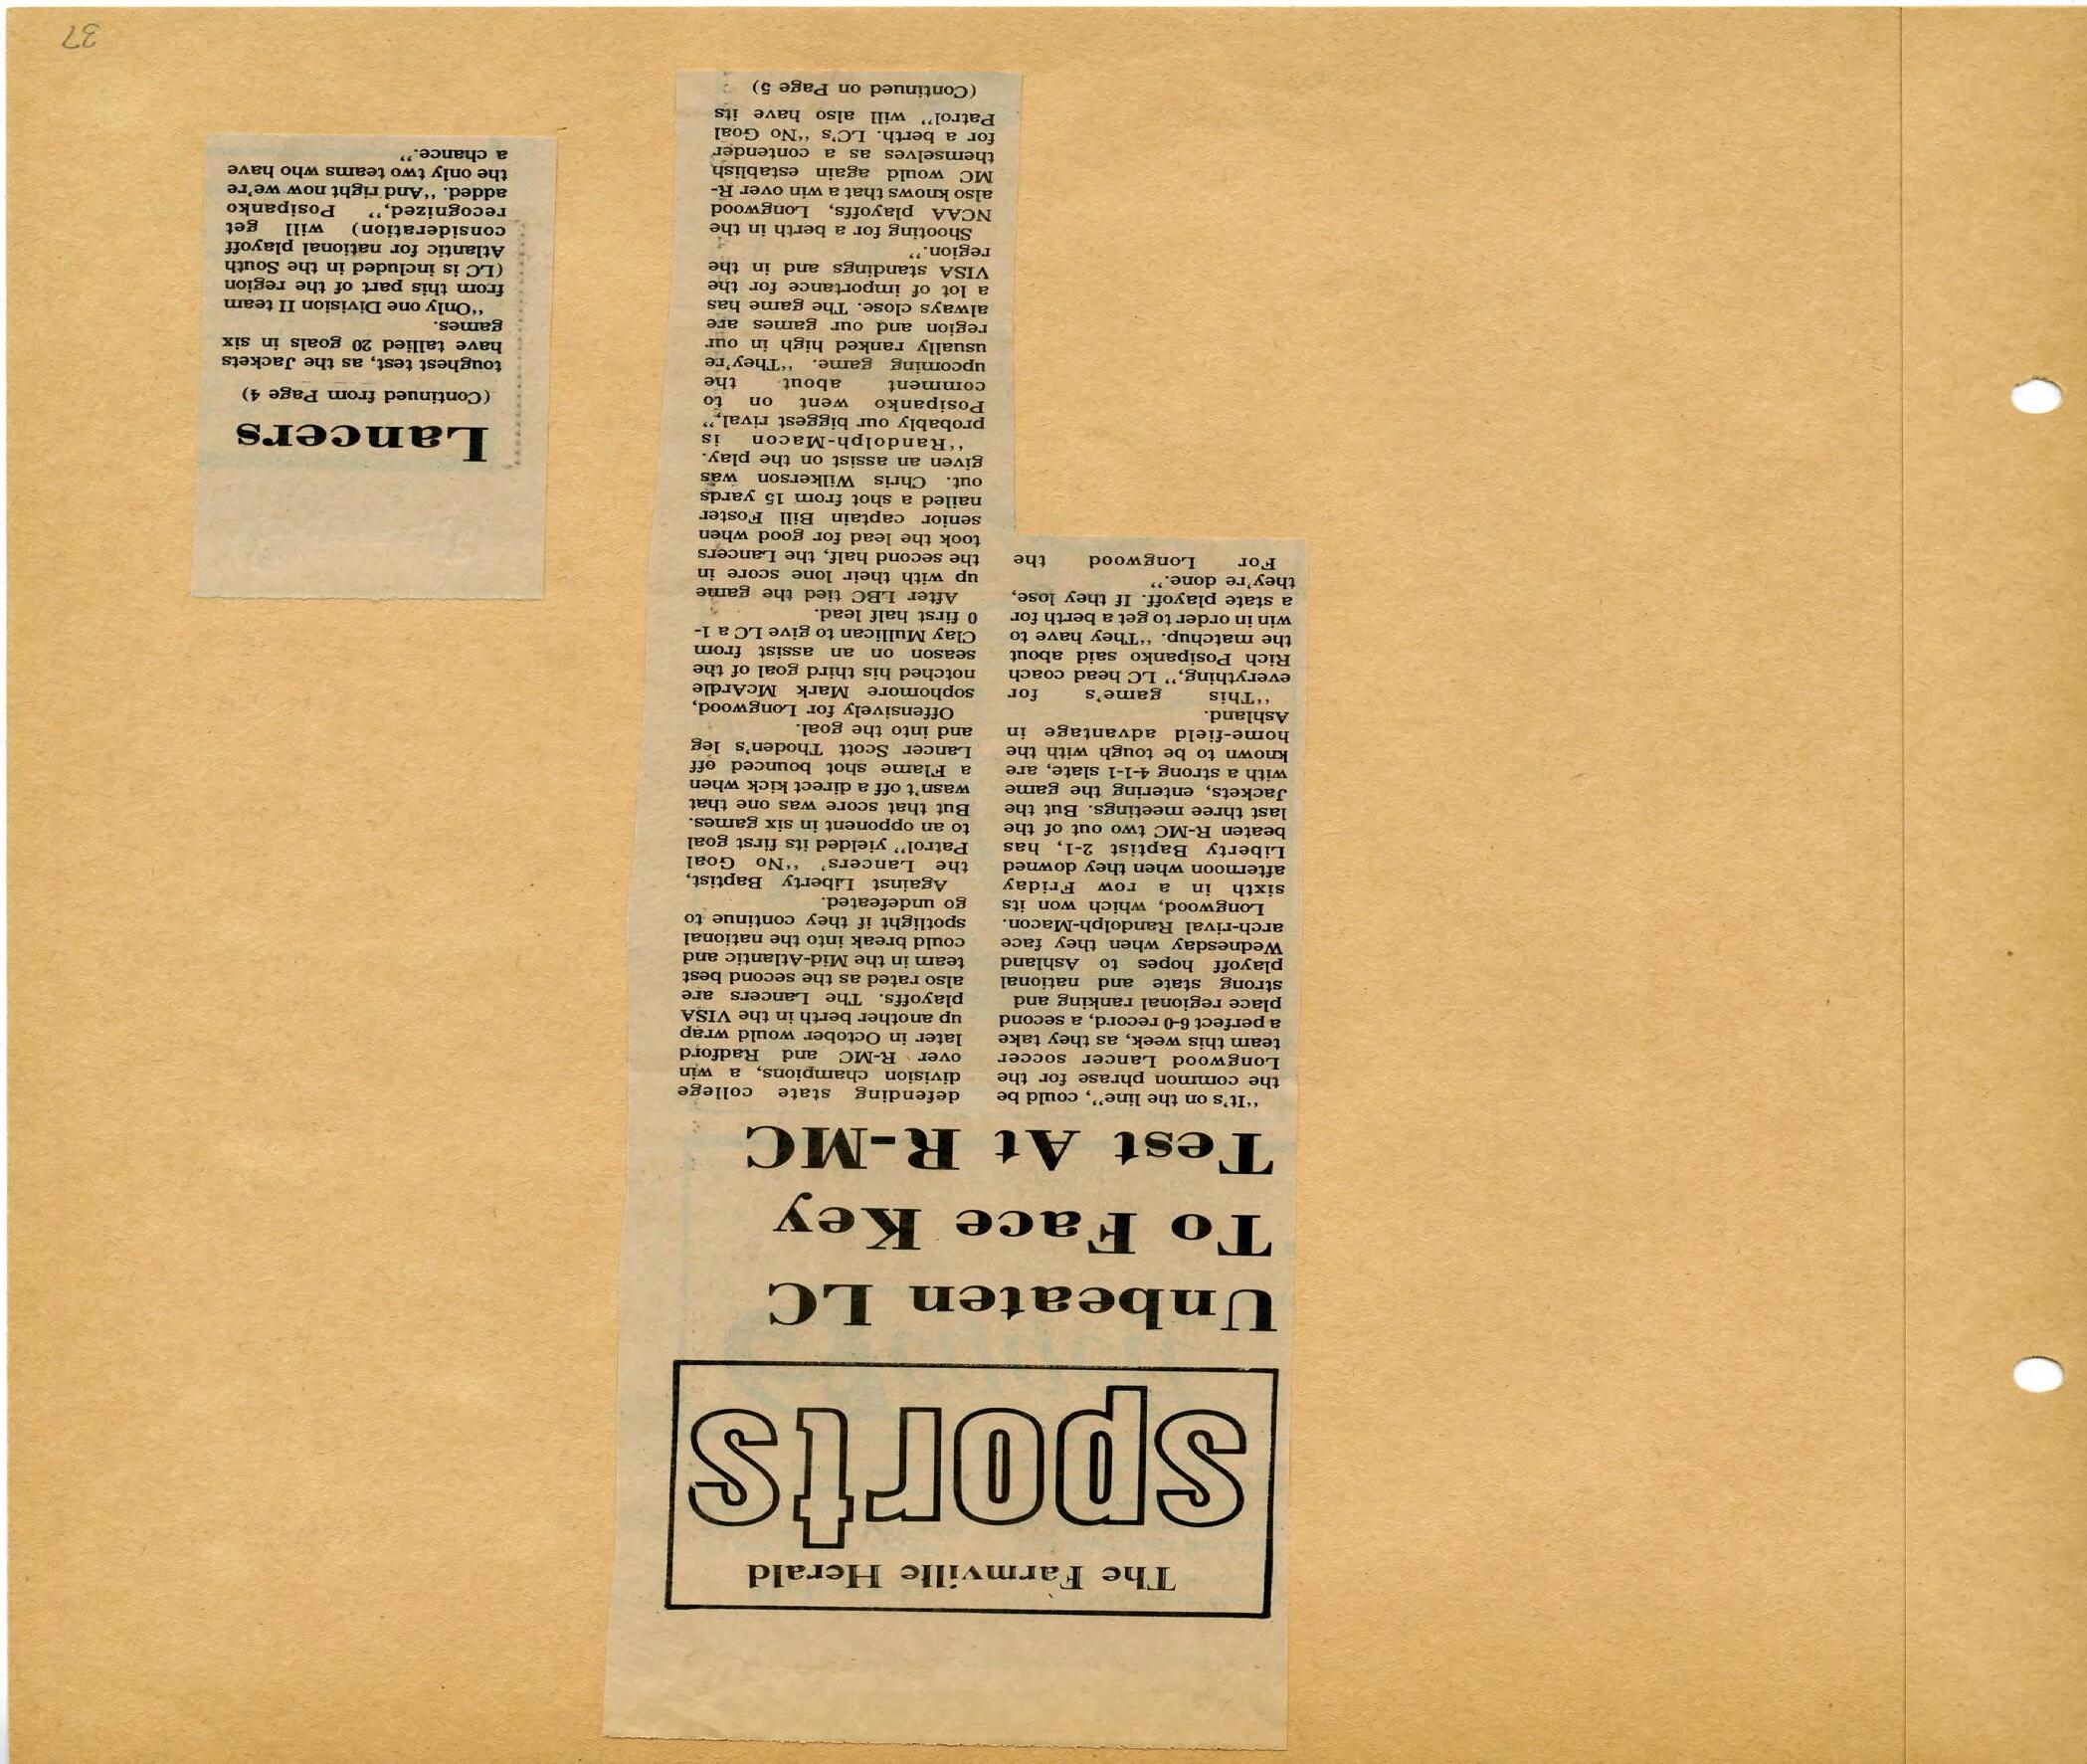 The Farmville Herald
sports
Unbeaten LC
To Face Key
Test At R-MC
"It's on the line", could be
the common phrase for the
Longwood Lancer soccer
team this week, as they take
a perfect 6-0 record, a second
place regional ranking and
strong state and national
playoff hopes to Ashland
Wednesday when they face
arch-rival Randolph-Macon.
Longwood, which won its
sixth in a row Friday
afternoon when they downed
Liberty Baptist 2-1, has
beaten R-MC two out of the
last three meetings. But the
Jackets, entering the game
with a strong 4-1-1 slate, are
known to be tough with the
home-field advantage in
Ashland.
"This game's for
everything," LC head coach
Rich Posipanko said about
the matchup. "They have to
win in order to get a berth for
a state playoff. If they lose,
they're done."
For Longwood the
defending state college
division champions, a win
over R-MC and Radford
later in October would wrap
up another berth in the VISA
playoffs. The Lancers are
also rated as the second best
team in the Mid-Atlantic and
could break into the national
spotlight if they continue to
go undefeated.
Against Liberty Baptist,
the Lancers' "No Goal
Patrol" yielded its first goal
to an opponent in six games.
But that score was one that
wasn't off a direct kick when
a Flame shot bounced off
Lancer Scott Thoden's leg
and into the goal.
Offensively for Longwood,
sophomore Mark McArdle
notched his third goal of the
season on an assist from
Clay Mullican to give LC a 1-
0 first half lead.
After LBC tied the game
up with their lone score in
the second half, the Lancers
took the lead for good when
senior captain Bill Foster
nailed a shot from 15 yards
out. Chris Wilkerson was
given an assist on the play.
"Randolph-Macon is
probably our biggest rival,"
Posipanko went on to
comment about the
upcoming game. "They're
usually ranked high in our
region and our games are
always close. The game has
a lot of importance for the
VISA standings and in the
region."
Shooting for a berth in the
NCAA playoffs, Longwood
also knows that a win over R-
MC would again establish
themselves as a contender
for a berth. LC's "No Goal
Patrol" will also have its
(Continued on Page 5)
Lancers
(Continued from Page 4)
toughest test, as the Jackets
have tallied 20 goals in six
games.
"Only one Division II team
from this part of the region
(LC is included in the South
Atlantic for national playoff
consideration) will get
recognized," Posipanko
added. "And right now we're
the only two teams who have
a chance."
37